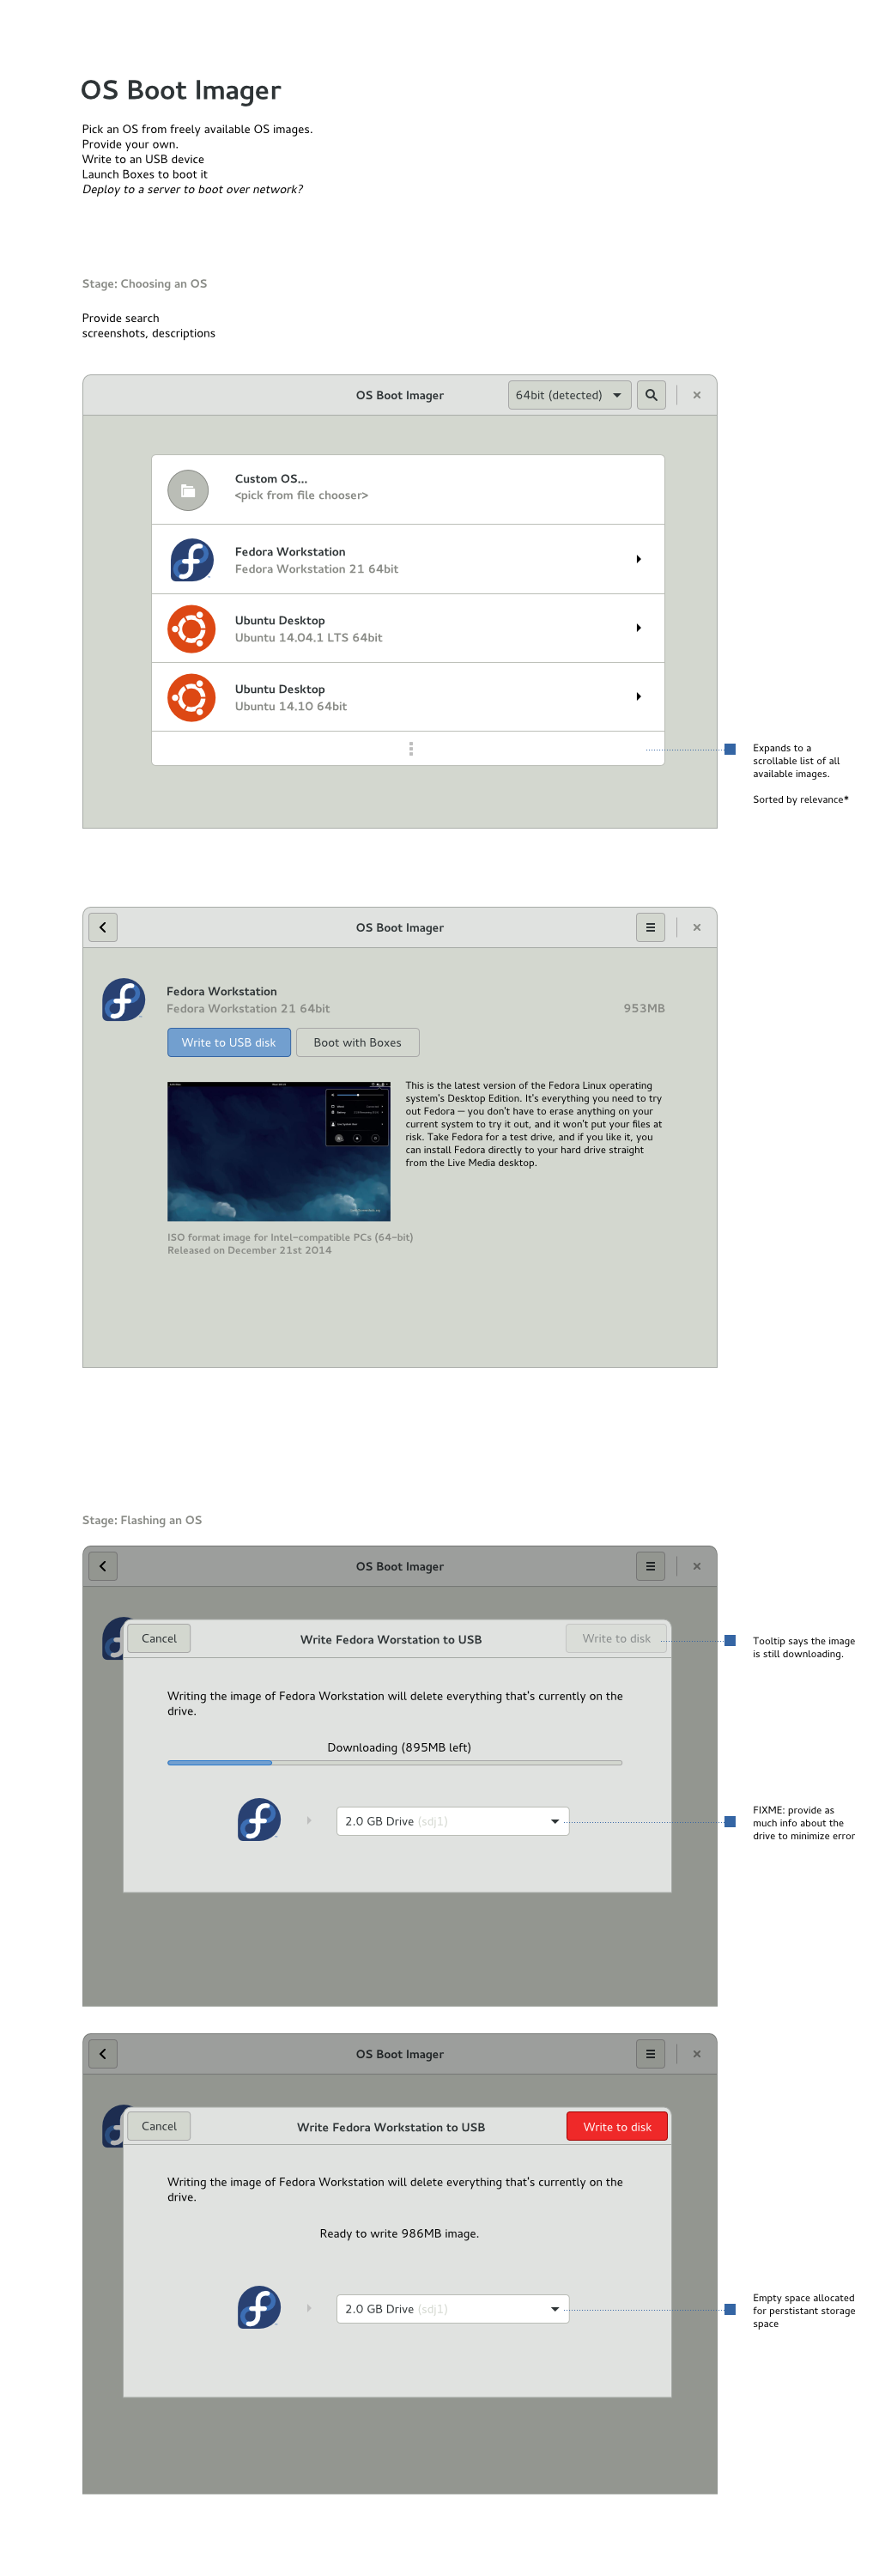 OS Boot Imager
Pick an OS from freely available OS images.
Provide your own.
Write to an USB device
Launch Boxes to boot it
Deploy to a server to boot over network?
Stage: Choosing an OS
Provide search
screenshots, descriptions
OS Boot Imager
64bit (detected)
Custom OS...
<pick from file chooser>
Fedora Workstation
Fedora Workstation 21 64bit
Ubuntu Desktop
Ubuntu 14.04.1 LTS 64bit
Ubuntu Desktop
Ubuntu 14.10 64bit
Expands to a
scrollable list of all
available images.
Sorted by relevance*
OS Boot Imager
Fedora Workstation
Fedora Workstation 21 64bit
953MB
Write to USB disk
Boot with Boxes
This is the latest version of the Fedora Linux operating
system's Desktop Edition. It's everything you need to try
out Fedora — you don't have to erase anything on your
current system to try it out, and it won't put your files at
risk. Take Fedora for a test drive, and if you like it, you
can install Fedora directly to your hard drive straight
from the Live Media desktop.
ISO format image for Intel-compatible PCs (64-bit)
Released on December 21st 2014
Stage: Flashing an OS
OS Boot Imager
Cancel
Write Fedora Worstation to USB
Write to disk
Tooltip says the image
is still downloading.
Writing the image of Fedora Workstation will delete everything that's currently on the
drive.
Downloading (895MB left)
2.0 GB Drive (sdj1)
FIXME: provide as
much info about the
drive to minimize error
OS Boot Imager
Cancel
Write Fedora Workstation to USB
Write to disk
Writing the image of Fedora Workstation will delete everything that's currently on the
drive.
Ready to write 986MB image.
2.0 GB Drive (sdj1)
Empty space allocated
for perstistant storage
space